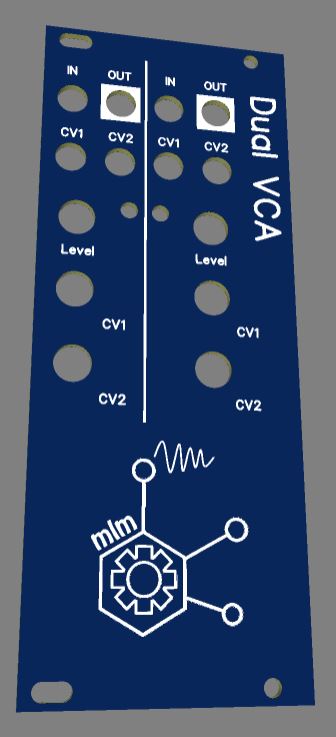 IN OUT IN OUT
CV1 CV2 CV1 CV2
Dual VCA
Level Level
CV1 CV1
CV2 CV2
mlm